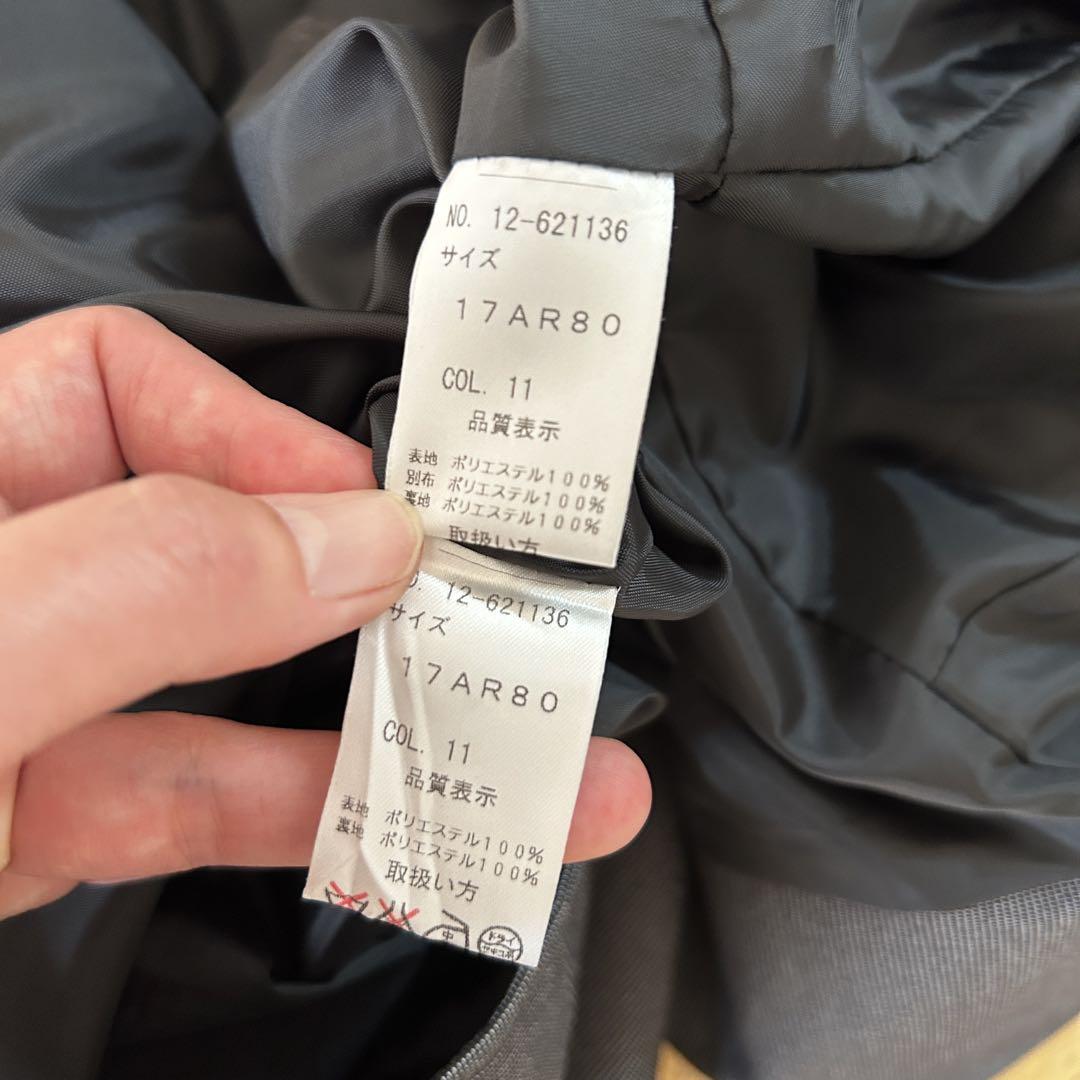 NO. 12-621136
サイズ
17AR80
COL. 11
品質表示
表地 ポリエステル100%
別布 ポリエステル100%
裏地 ポリエステル100%
取扱い方
12-621136
サイズ
17AR80
COL. 11
品質表示
表地 ポリエステル100%
裏地 ポリエステル100%
取扱い方
中
ドライ